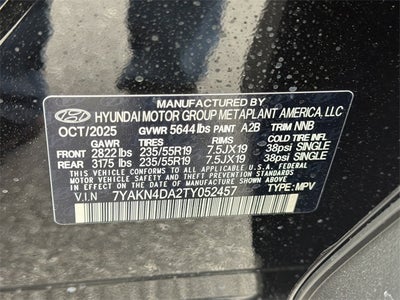 MANUFACTURED BY
HYUNDAI MOTOR GROUP METAPLANT AMERICA, LLC
OCT/2025 GVWR 5644 lbs PAINT A2B TRIM NNB
GAWR TIRES RIMS COLD TIRE INFL
FRONT 2822 lbs 235/55R19 7.5JX19 38psi SINGLE
REAR 3175 lbs 235/55R19 7.5JX19 38psi SINGLE
THIS VEHICLE CONFORMS TO ALL APPLICABLE U.S.A. FEDERAL
MOTOR VEHICLE SAFETY AND THEFT PREVENTION STANDARDS IN
EFFECT ON THE DATE OF MANUFACTURE SHOWN ABOVE.
V.I.N 7YAKN4DA2TY052457 TYPE: MPV